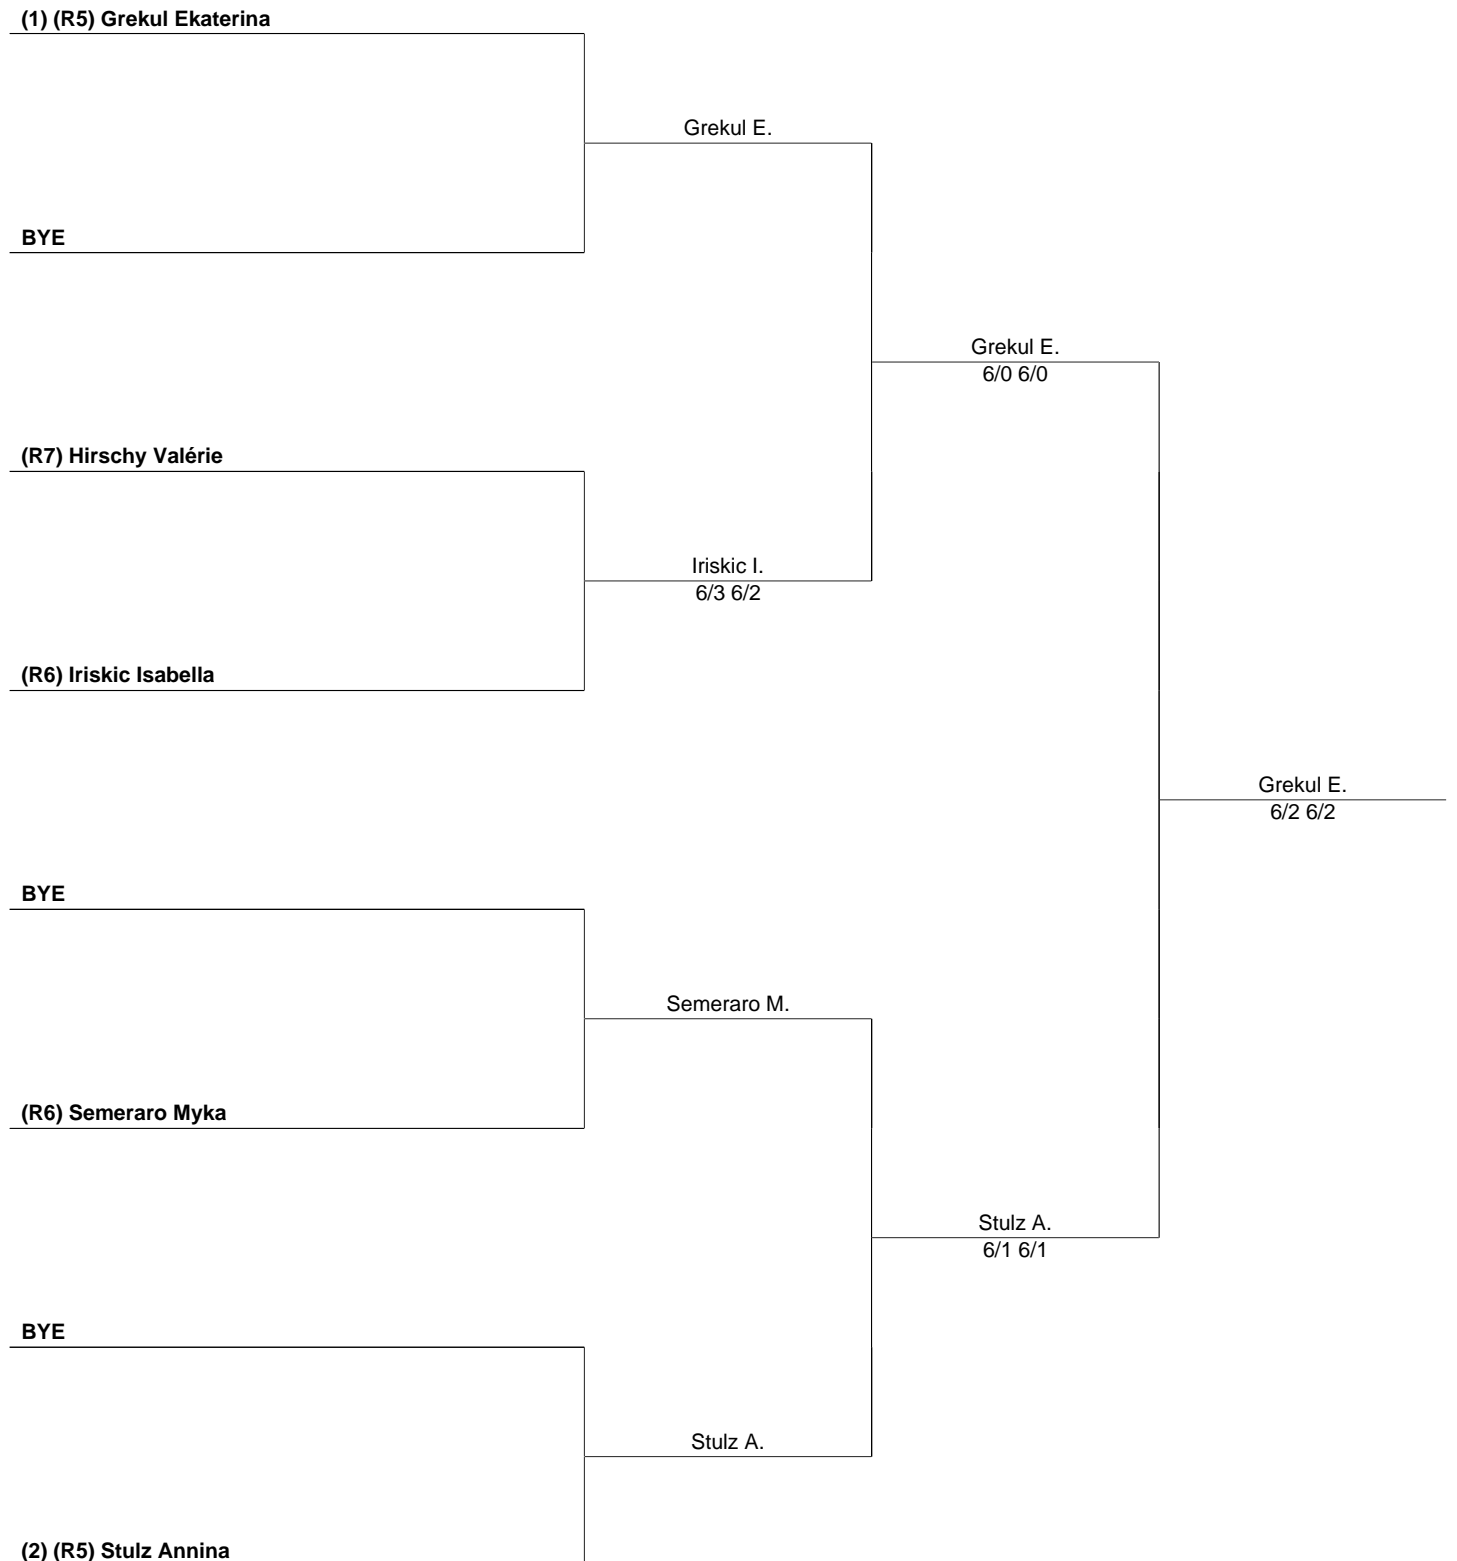 (1) (R5) Grekul Ekaterina
Grekul E.
BYE
Grekul E.
6/0 6/0
(R7) Hirschy Valérie
Iriskic I.
6/3 6/2
(R6) Iriskic Isabella
Grekul E.
6/2 6/2
BYE
Semeraro M.
(R6) Semeraro Myka
Stulz A.
6/1 6/1
BYE
Stulz A.
(2) (R5) Stulz Annina